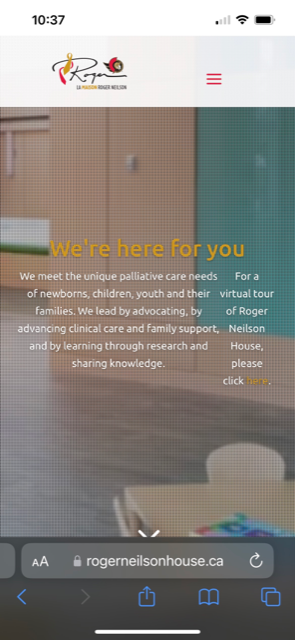 10:37
Roger
LA MAISON ROGER NEILSON
We're here for you
We meet the unique palliative care needs
of newborns, children, youth and their
families. We lead by advocating, by
advancing clinical care and family support,
and by learning through research and
sharing knowledge.
For a
virtual tour
of Roger
Neilson
House,
please
click here.
AA
rogerneilsonhouse.ca